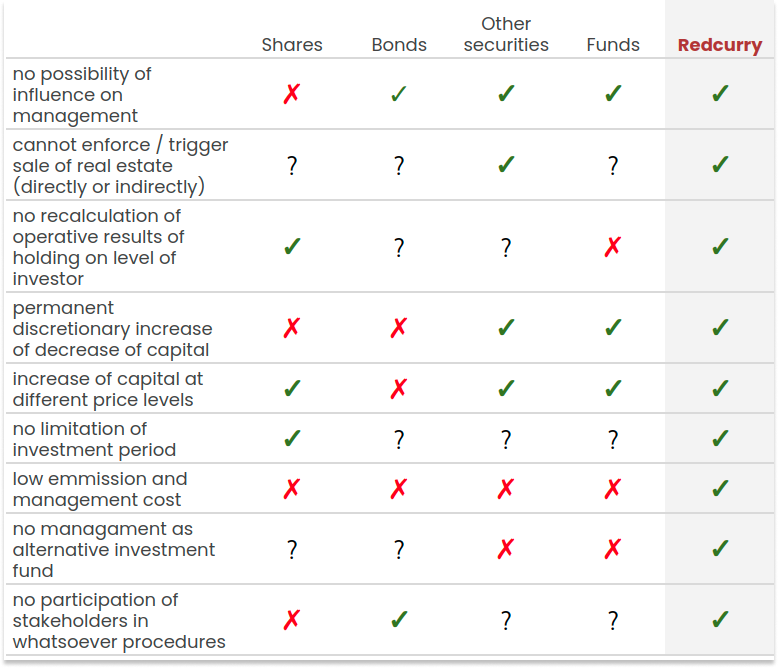 Other
Shares Bonds securities Funds Redcurry
no possibility of
influence on ✗ ✓ ✓ ✓ ✓
management
cannot enforce / trigger
sale of real estate ? ? ✓ ? ✓
(directly or indirectly)
no recalculation of
operative results of
holding on level of ✓ ? ? ✗ ✓
investor
permanent
discretionary increase ✗ ✗ ✓ ✓ ✓
of decrease of capital
increase of capital at
different price levels ✓ ✗ ✓ ✓ ✓
no limitation of
investment period ✓ ? ? ? ✓
low emmission and
management cost ✗ ✗ ✗ ✗ ✓
no managament as
alternative investment ? ? ✗ ✗ ✓
fund
no participation of
stakeholders in ✗ ✓ ? ? ✓
whatsoever procedures